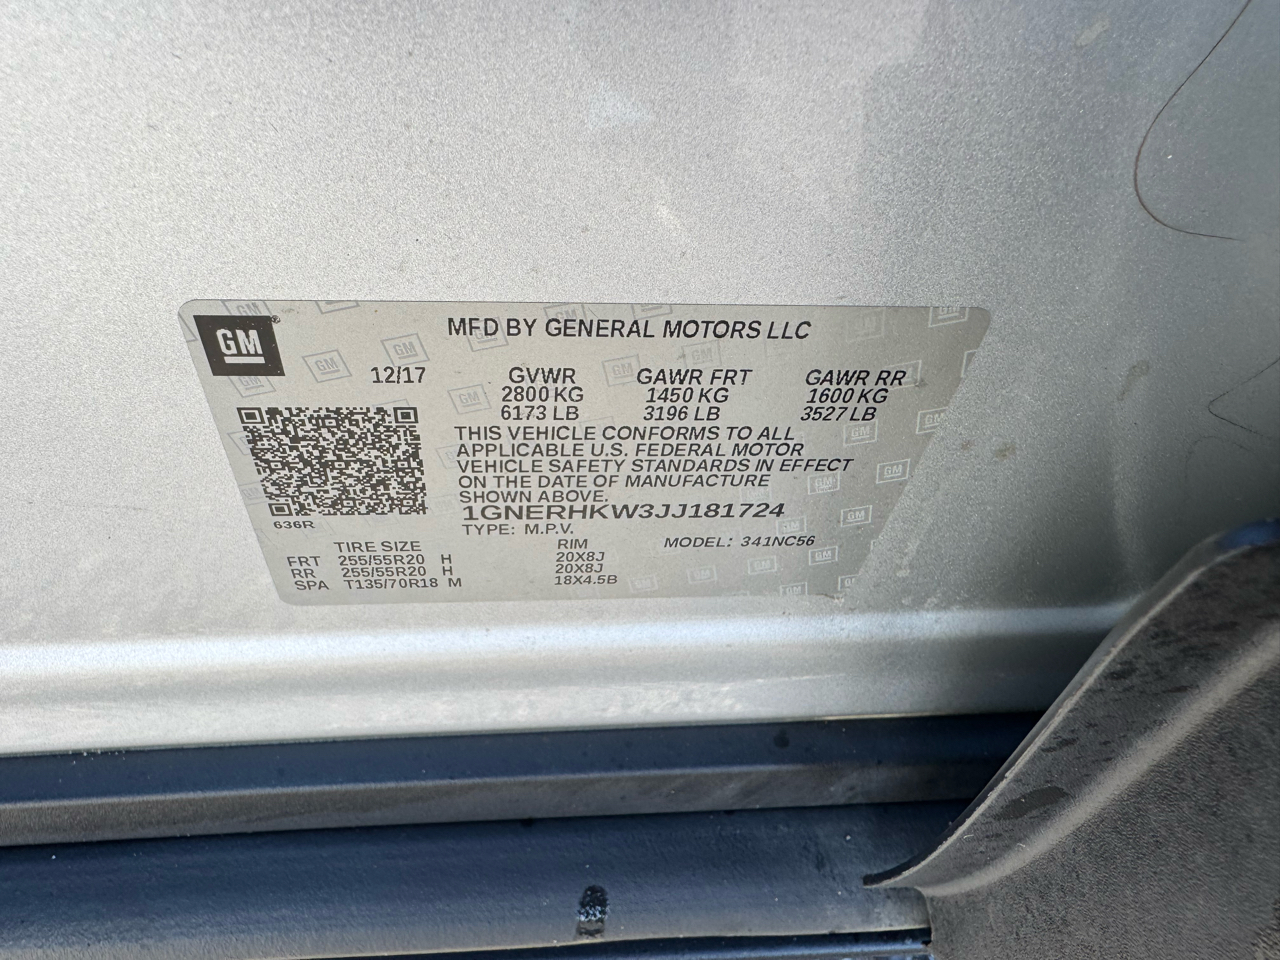 GM
MFD BY GENERAL MOTORS LLC
12/17 GVWR GAWR FRT GAWR RR
2800 KG 1450 KG 1600 KG
6173 LB 3196 LB 3527 LB
THIS VEHICLE CONFORMS TO ALL
APPLICABLE U.S. FEDERAL MOTOR
VEHICLE SAFETY STANDARDS IN EFFECT
ON THE DATE OF MANUFACTURE
SHOWN ABOVE.
1GNERHKW3JJ181724
636R TYPE: M.P.V.
TIRE SIZE RIM MODEL: 341NC56
FRT 255/55R20 H 20X8J
RR 255/55R20 H 20X8J
SPA T135/70R18 M 18X4.5B